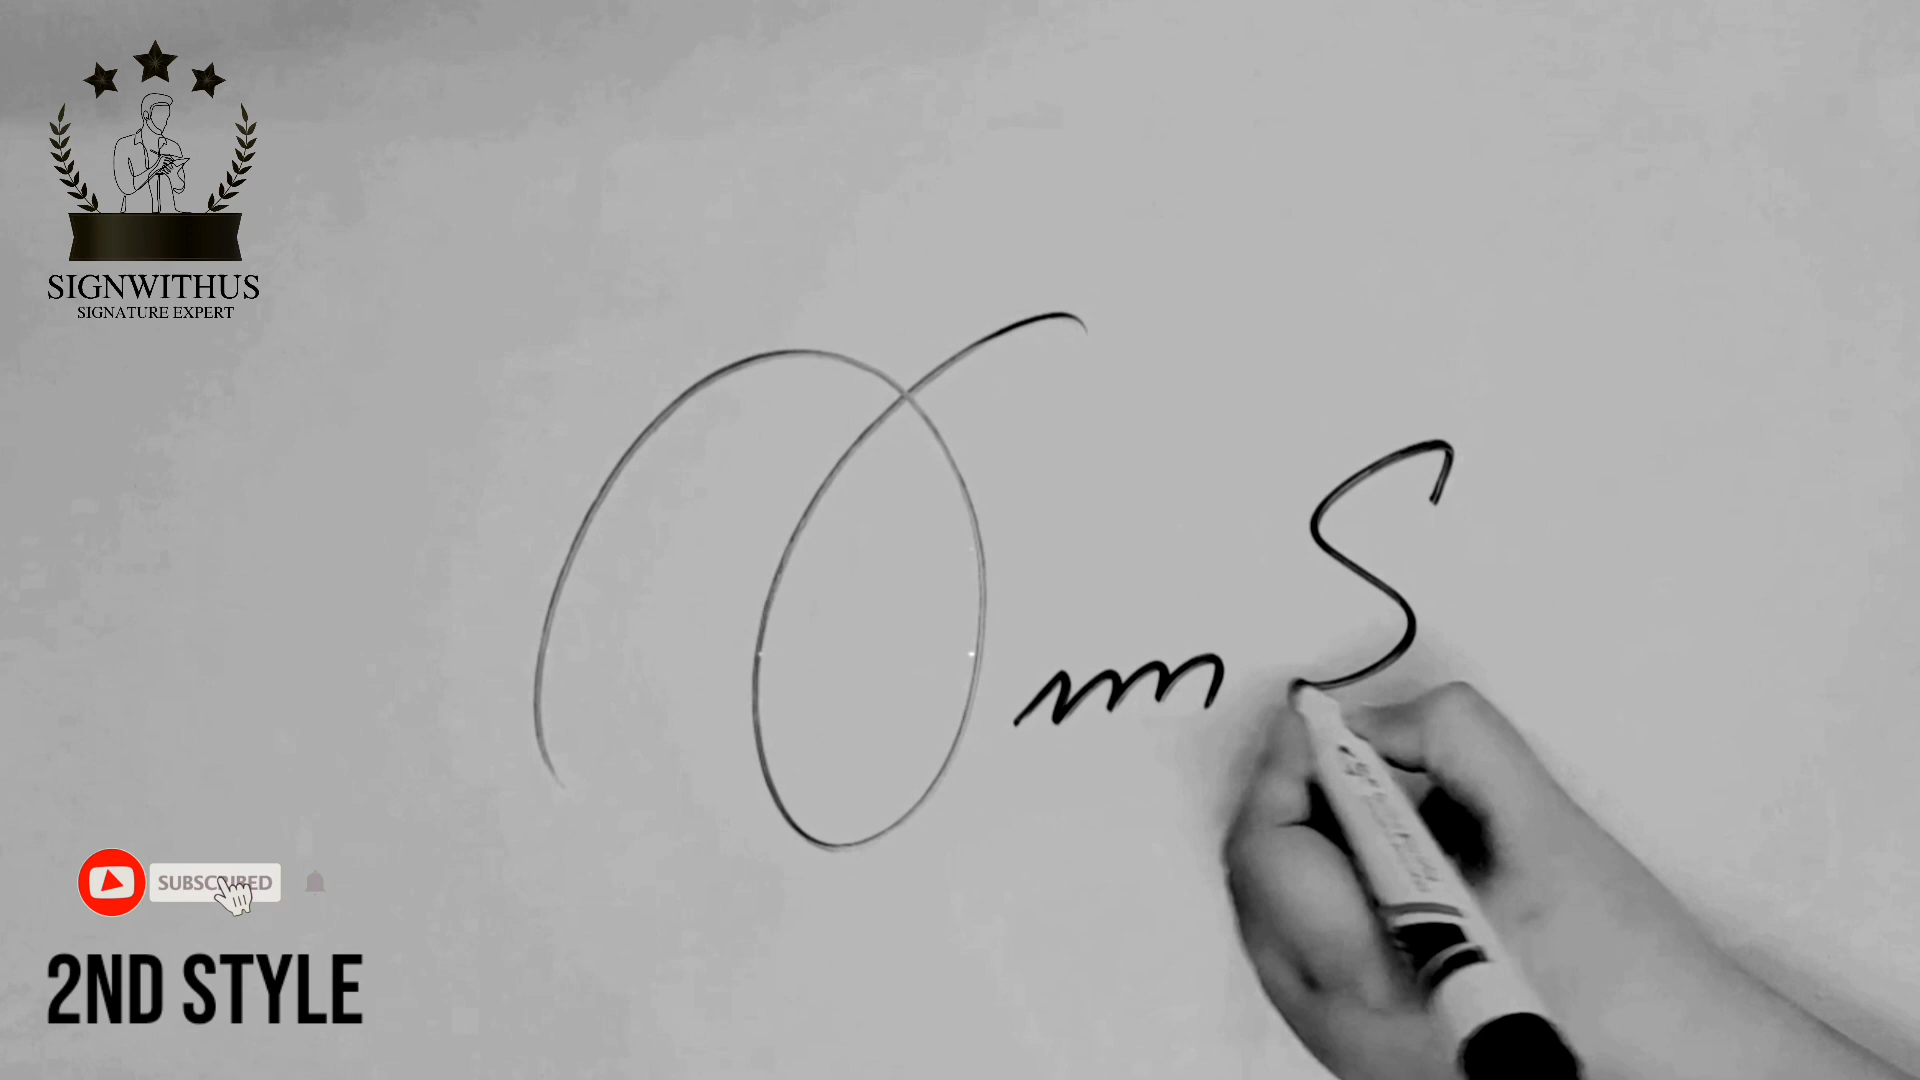 SIGNWITHUS
SIGNATURE EXPERT
Om S
SUBSCRIBED
2ND STYLE